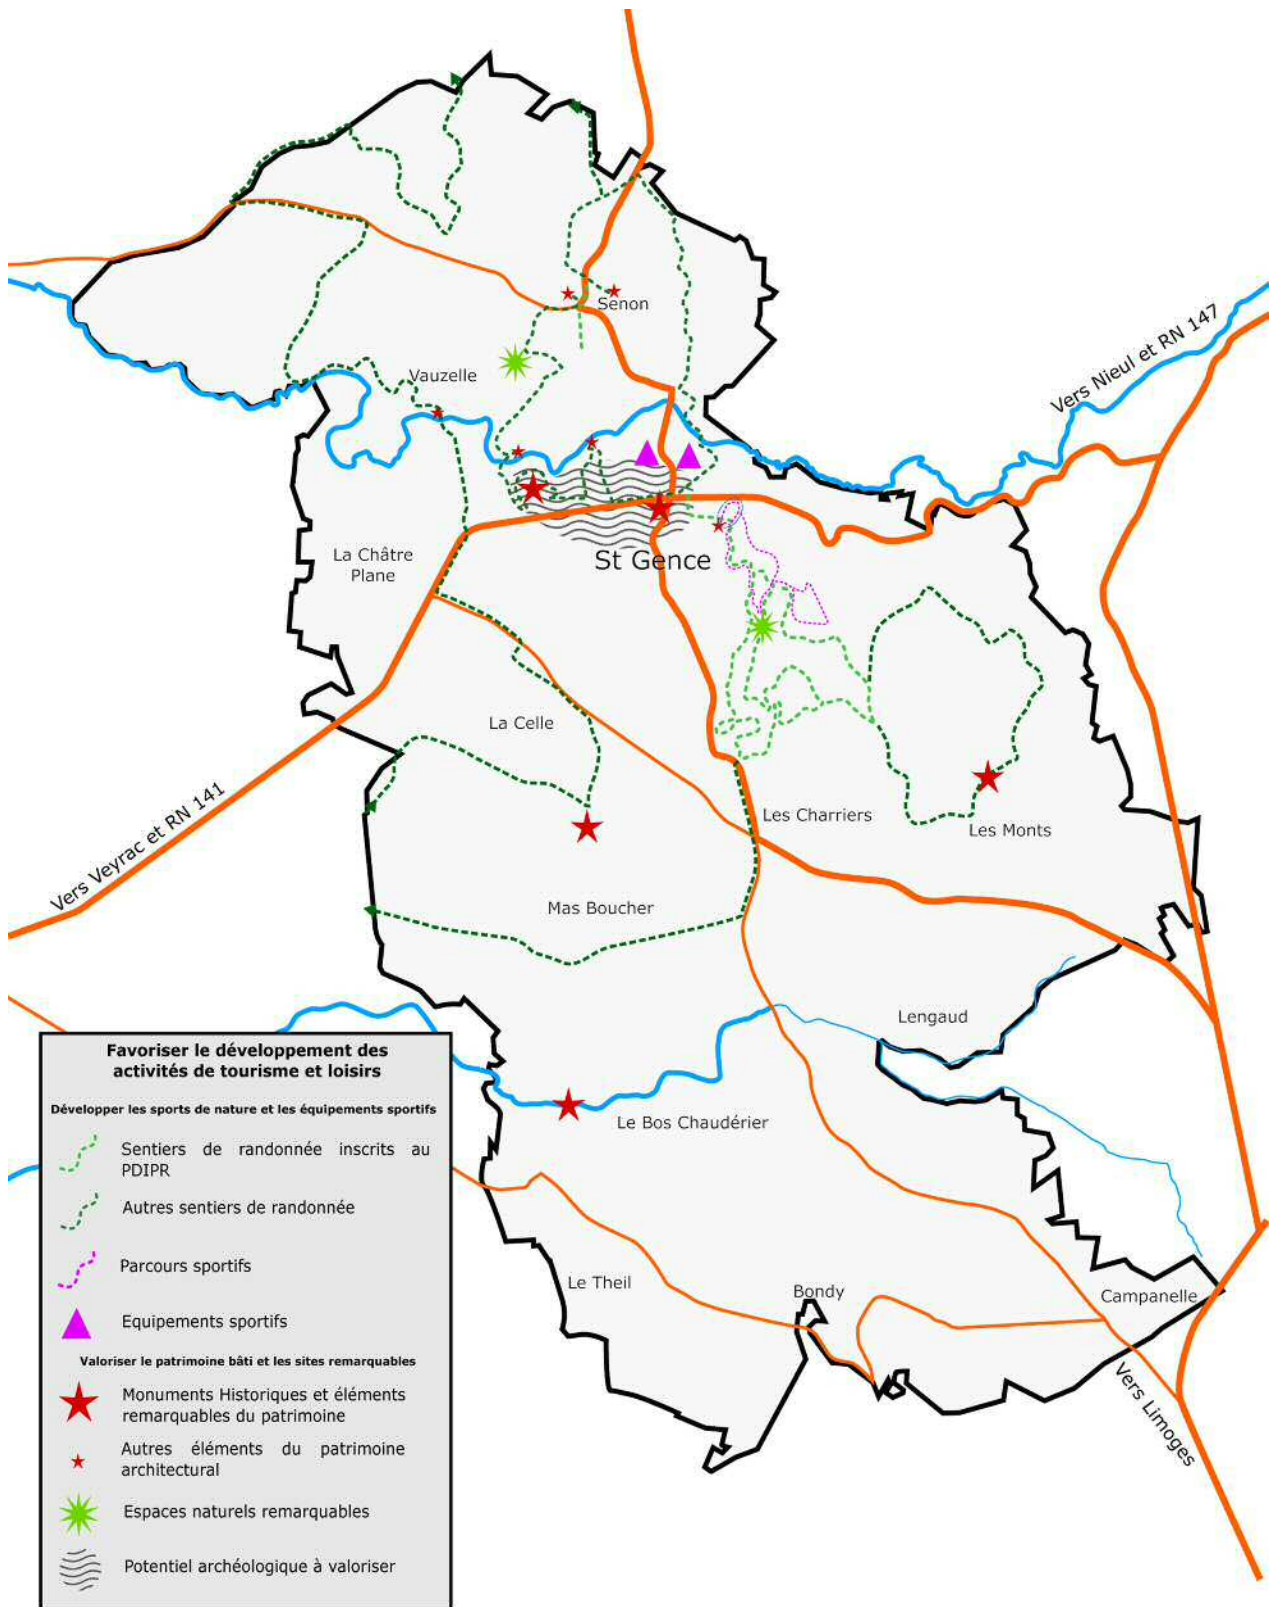 Senon
Vers Nieul et RN 147
Vauzelle
La Châtre
Plane
St Gence
La Celle
Vers Veyrac et RN 141
Les Charriers
Les Monts
Mas Boucher
Lengaud
Le Bos Chaudérier
Le Theil
Bondy
Campanelle
Vers Limoges
Favoriser le développement des
activités de tourisme et loisirs
Développer les sports de nature et les équipements sportifs
Sentiers de randonnée inscrits au
PDIPR
Autres sentiers de randonnée
Parcours sportifs
Equipements sportifs
Valoriser le patrimoine bâti et les sites remarquables
Monuments Historiques et éléments
remarquables du patrimoine
Autres éléments du patrimoine
architectural
Espaces naturels remarquables
Potentiel archéologique à valoriser